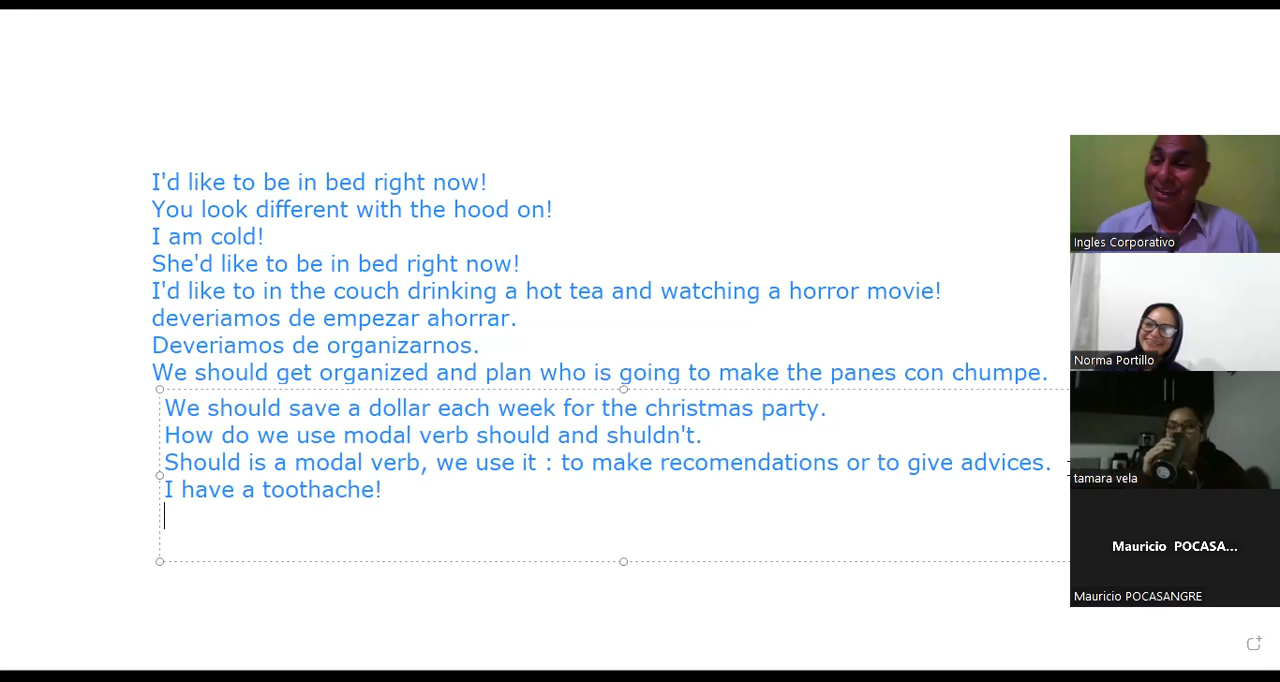 I'd like to be in bed right now!
You look different with the hood on!
I am cold!
She'd like to be in bed right now!
I'd like to in the couch drinking a hot tea and watching a horror movie!
deveriamos de empezar ahorrar.
Deveriamos de organizarnos.
We should get organized and plan who is going to make the panes con chumpe.
We should save a dollar each week for the christmas party.
How do we use modal verb should and shuldn't.
Should is a modal verb, we use it : to make recomendations or to give advices.
I have a toothache!
Ingles Corporativo
Norma Portillo
tamara vela
Mauricio POCASA...
Mauricio POCASANGRE